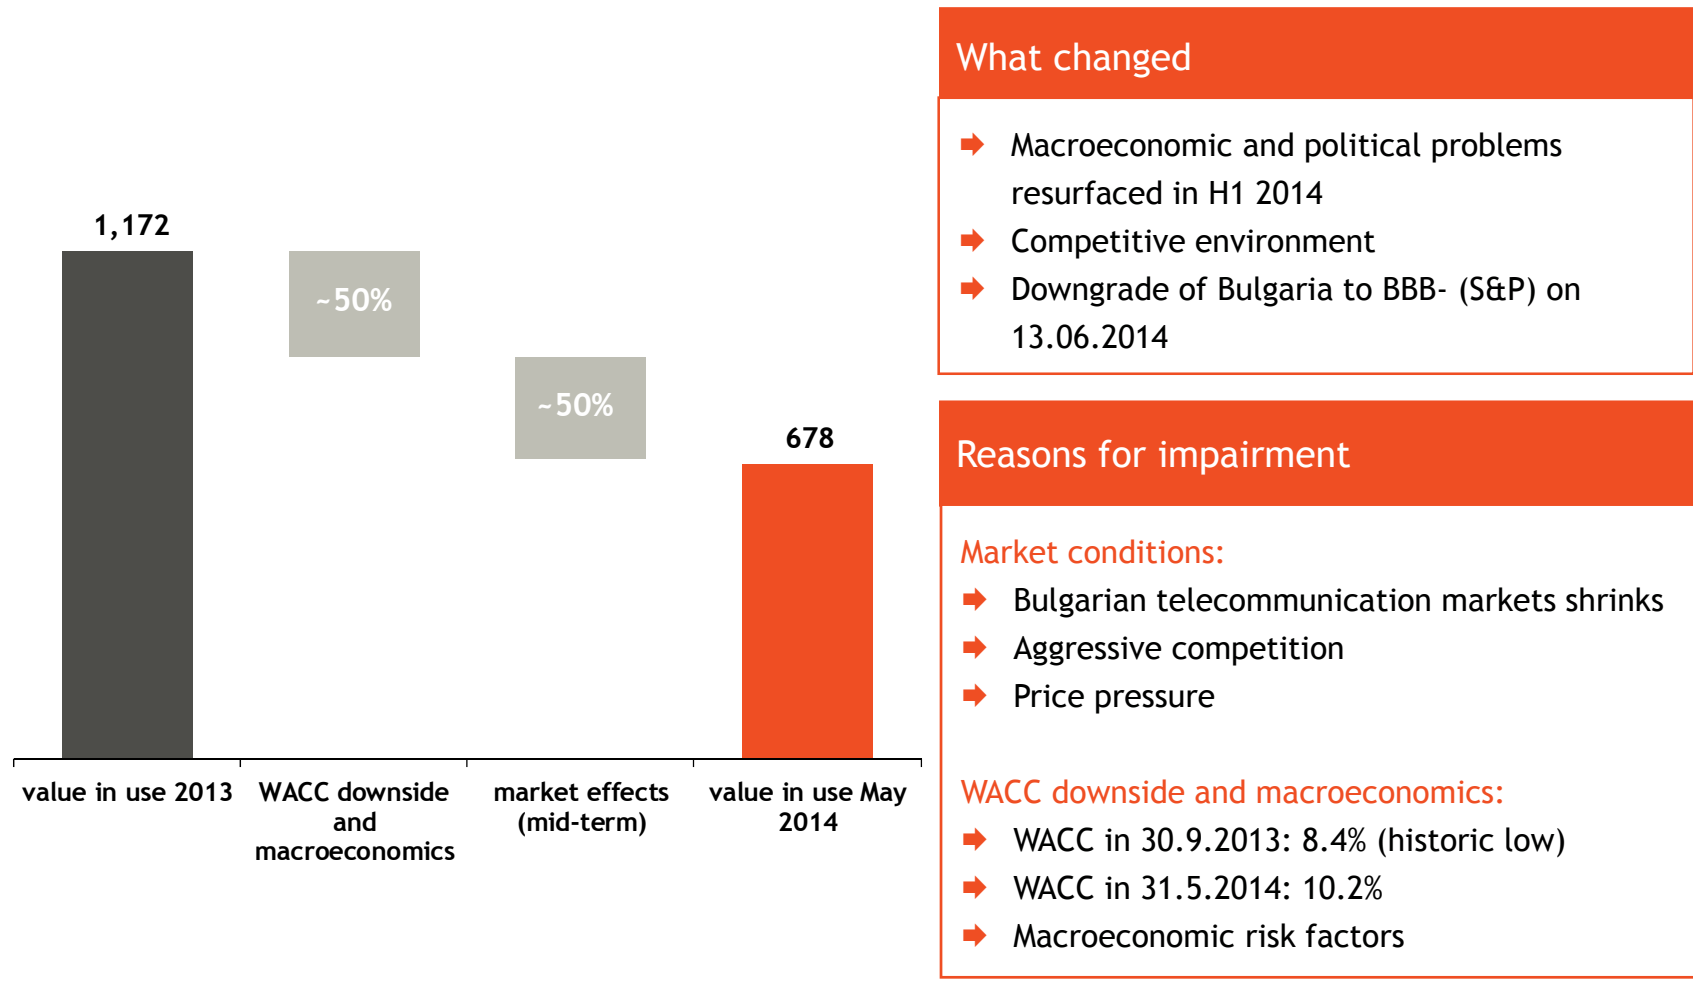 1,172
~50%
~50%
678
value in use 2013
WACC downside
and
macroeconomics
market effects
(mid-term)
value in use May
2014
What changed
Macroeconomic and political problems
resurfaced in H1 2014
Competitive environment
Downgrade of Bulgaria to BBB- (S&P) on
13.06.2014
Reasons for impairment
Market conditions:
Bulgarian telecommunication markets shrinks
Aggressive competition
Price pressure
WACC downside and macroeconomics:
WACC in 30.9.2013: 8.4% (historic low)
WACC in 31.5.2014: 10.2%
Macroeconomic risk factors